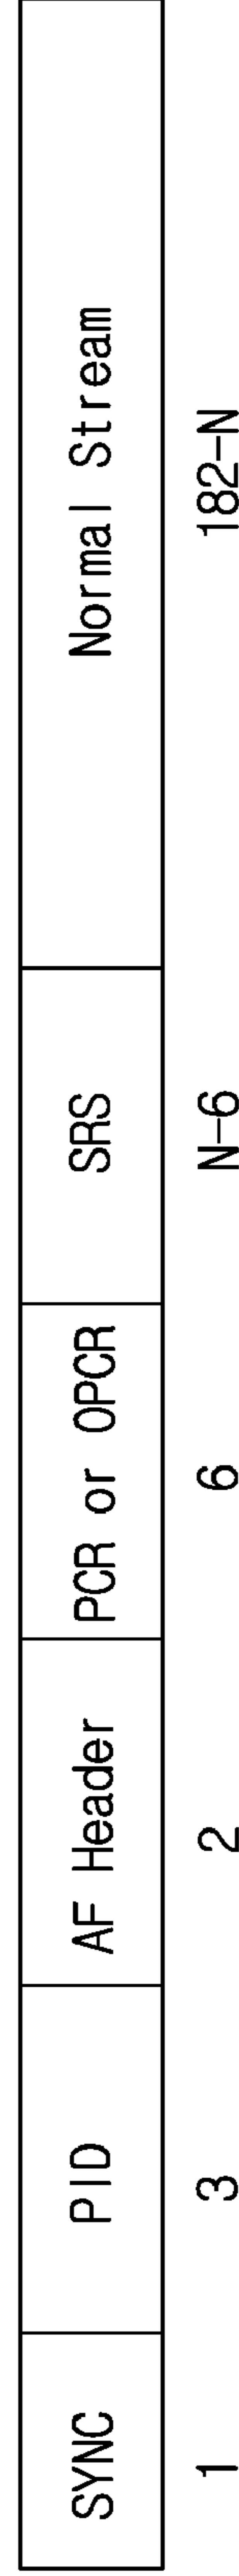 SYNC
PID
AF Header
PCR or OPCR
SRS
Normal Stream
1
3
2
6
N-6
182-N